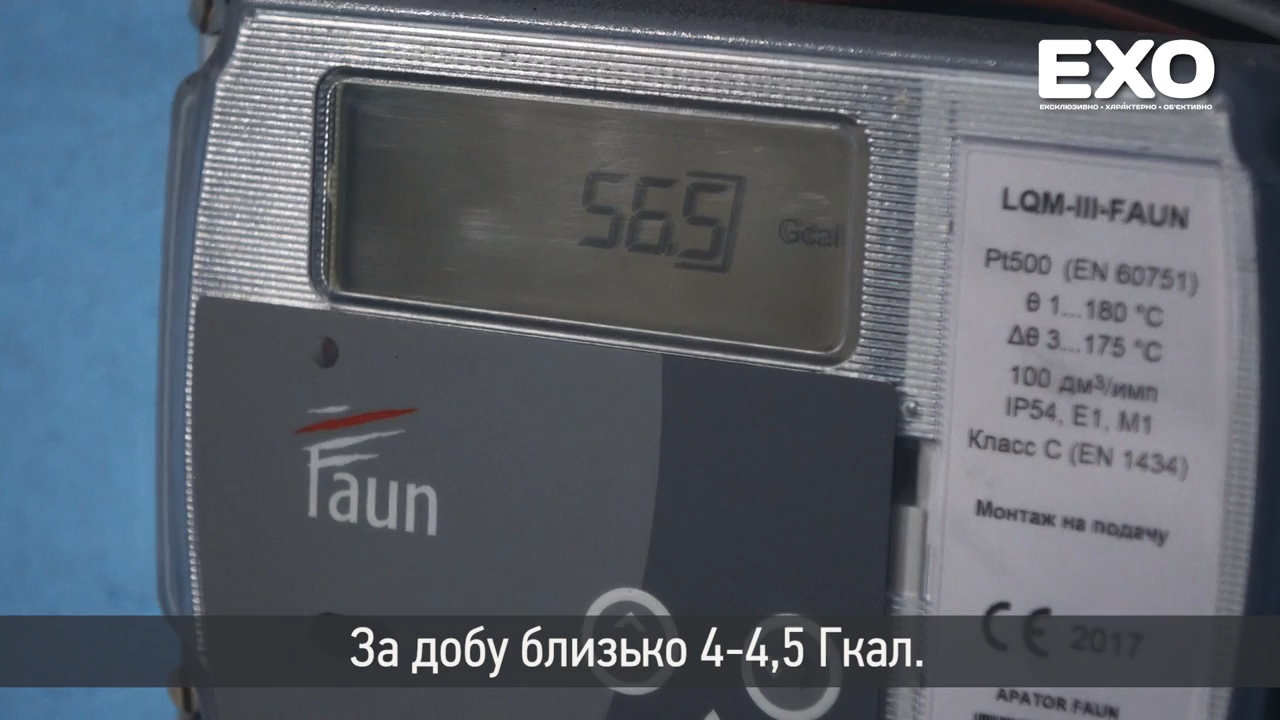 EXO
ЕКСКЛЮЗИВНО • ХАРАКТЕРНО • ОБ'ЄКТИВНО
56.5 Gcal
LQM-III-FAUN
Pt500 (EN 60751)
θ 1...180 °C
Δθ 3...175 °C
100 дм³/имп
IP54, E1, M1
Класс C (EN 1434)
Монтаж на подачу
CE 2017
APATOR FAUN
Faun
За добу близько 4-4,5 Гкал.